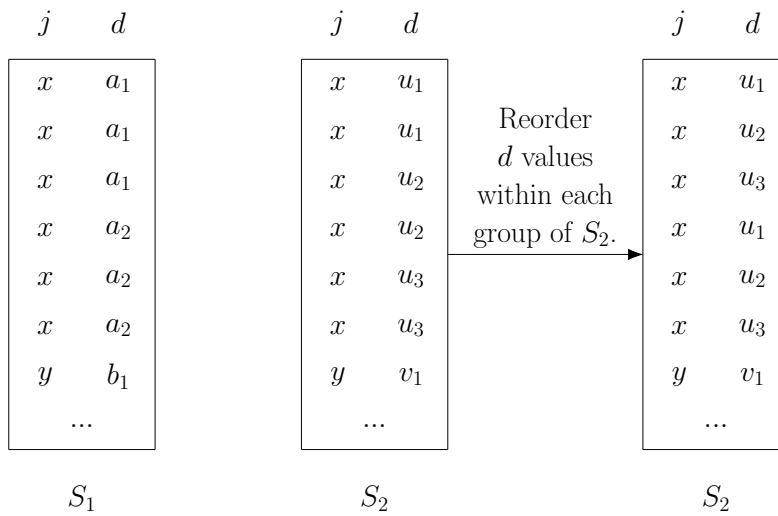 j d j d j d
x a₁ x u₁ x u₁
x a₁ x u₁ x u₂
x a₁ x u₂ x u₃
x a₂ x u₂ x u₁
x a₂ x u₃ x u₂
x a₂ x u₃ x u₃
y b₁ y v₁ y v₁
... ... ...
Reorder
d values
within each
group of S₂.
S₁ S₂ S₂